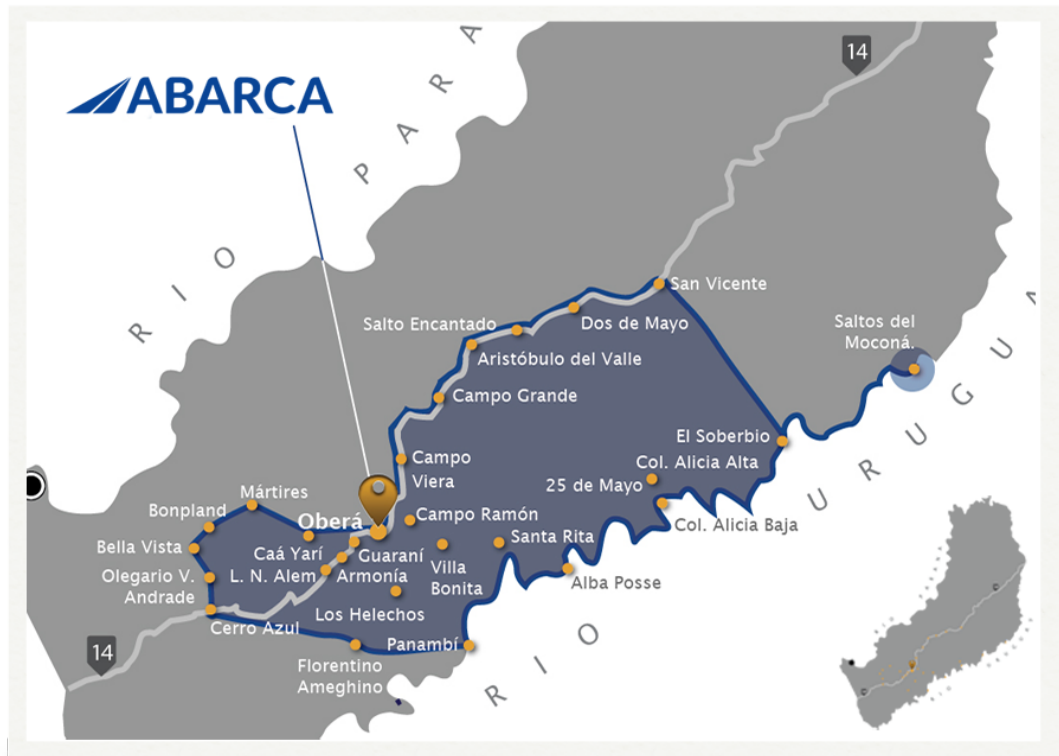 ABARCA
14
RIO PARA
San Vicente
Salto Encantado
Dos de Mayo
Saltos del
Moconá.
Aristóbulo del Valle
Campo Grande
El Soberbio
Campo
Viera
Col. Alicia Alta
25 de Mayo
Mártires
Bonpland
Oberá
Campo Ramón
Col. Alicia Baja
Bella Vista
Caá Yarí
Guaraní
Santa Rita
Olegario V.
Andrade
L. N. Alem
Armonía
Villa
Bonita
Alba Posse
Los Helechos
Cerro Azul
Panambí
14
Florentino
Ameghino
RIO URUGU